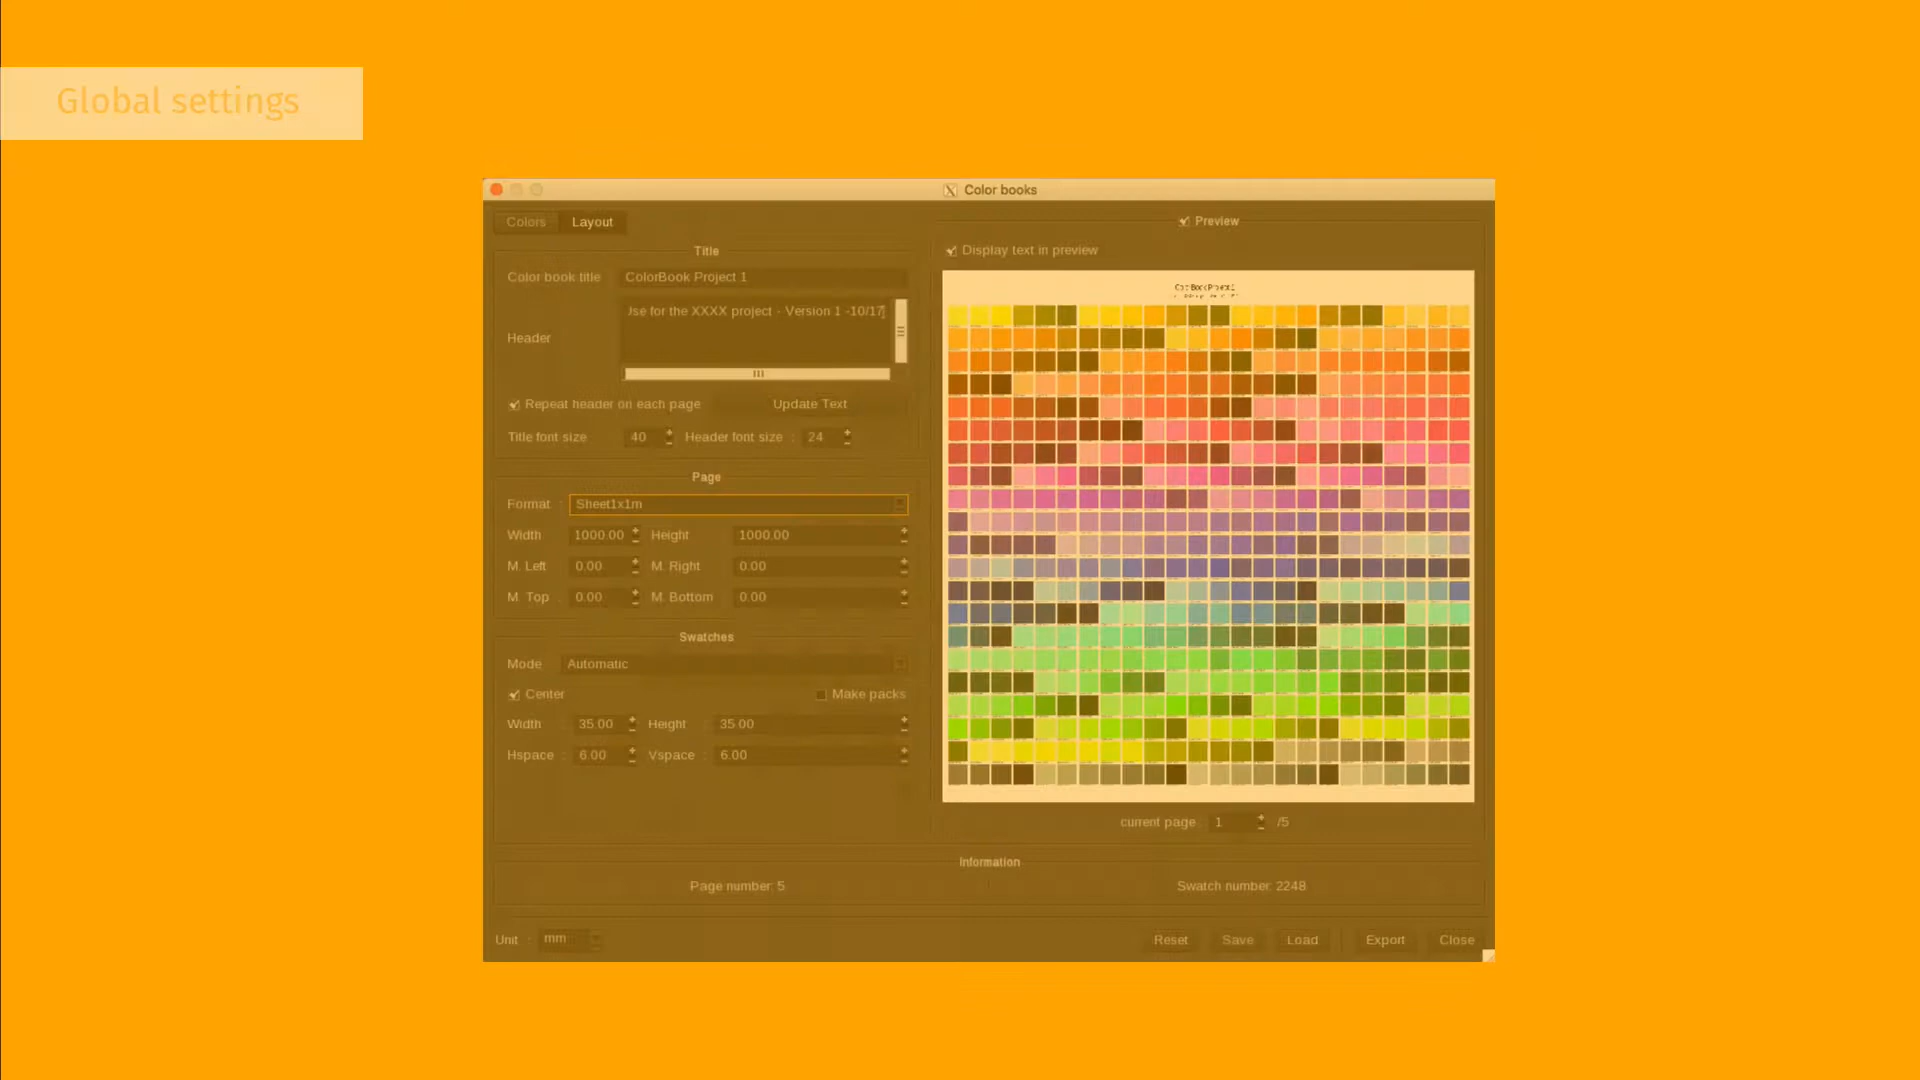 Global settings
Color books
Colors Layout
Preview
Title
Display text in preview
Color book title ColorBook Project 1
ColorBook Project 1
Use for the XXXX project - Version 1 -10/17
Header
Repeat header on each page Update Text
Title font size 40 Header font size : 24
Page
Format : Sheet1x1m
Width 1000.00 Height 1000.00
M. Left 0.00 M. Right 0.00
M. Top : 0.00 M. Bottom 0.00
Swatches
Mode Automatic
Center Make packs
Width 35.00 Height : 35.00
Hspace : 6.00 Vspace : 6.00
current page 1 /5
Information
Page number: 5 Swatch number: 2248
Unit : mm Reset Save Load Export Close